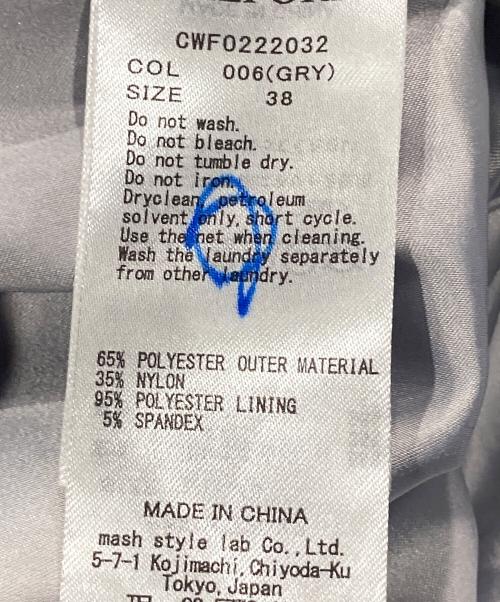 CWF0222032
COL 006(GRY)
SIZE 38
Do not wash.
Do not bleach.
Do not tumble dry.
Do not iron.
Dryclean, petroleum
solvent only, short cycle.
Use the net when cleaning.
Wash the laundry separately
from other laundry.
65% POLYESTER OUTER MATERIAL
35% NYLON
95% POLYESTER LINING
5% SPANDEX
MADE IN CHINA
mash style lab Co.,Ltd.
5-7-1 Kojimachi,Chiyoda-Ku
Tokyo,Japan